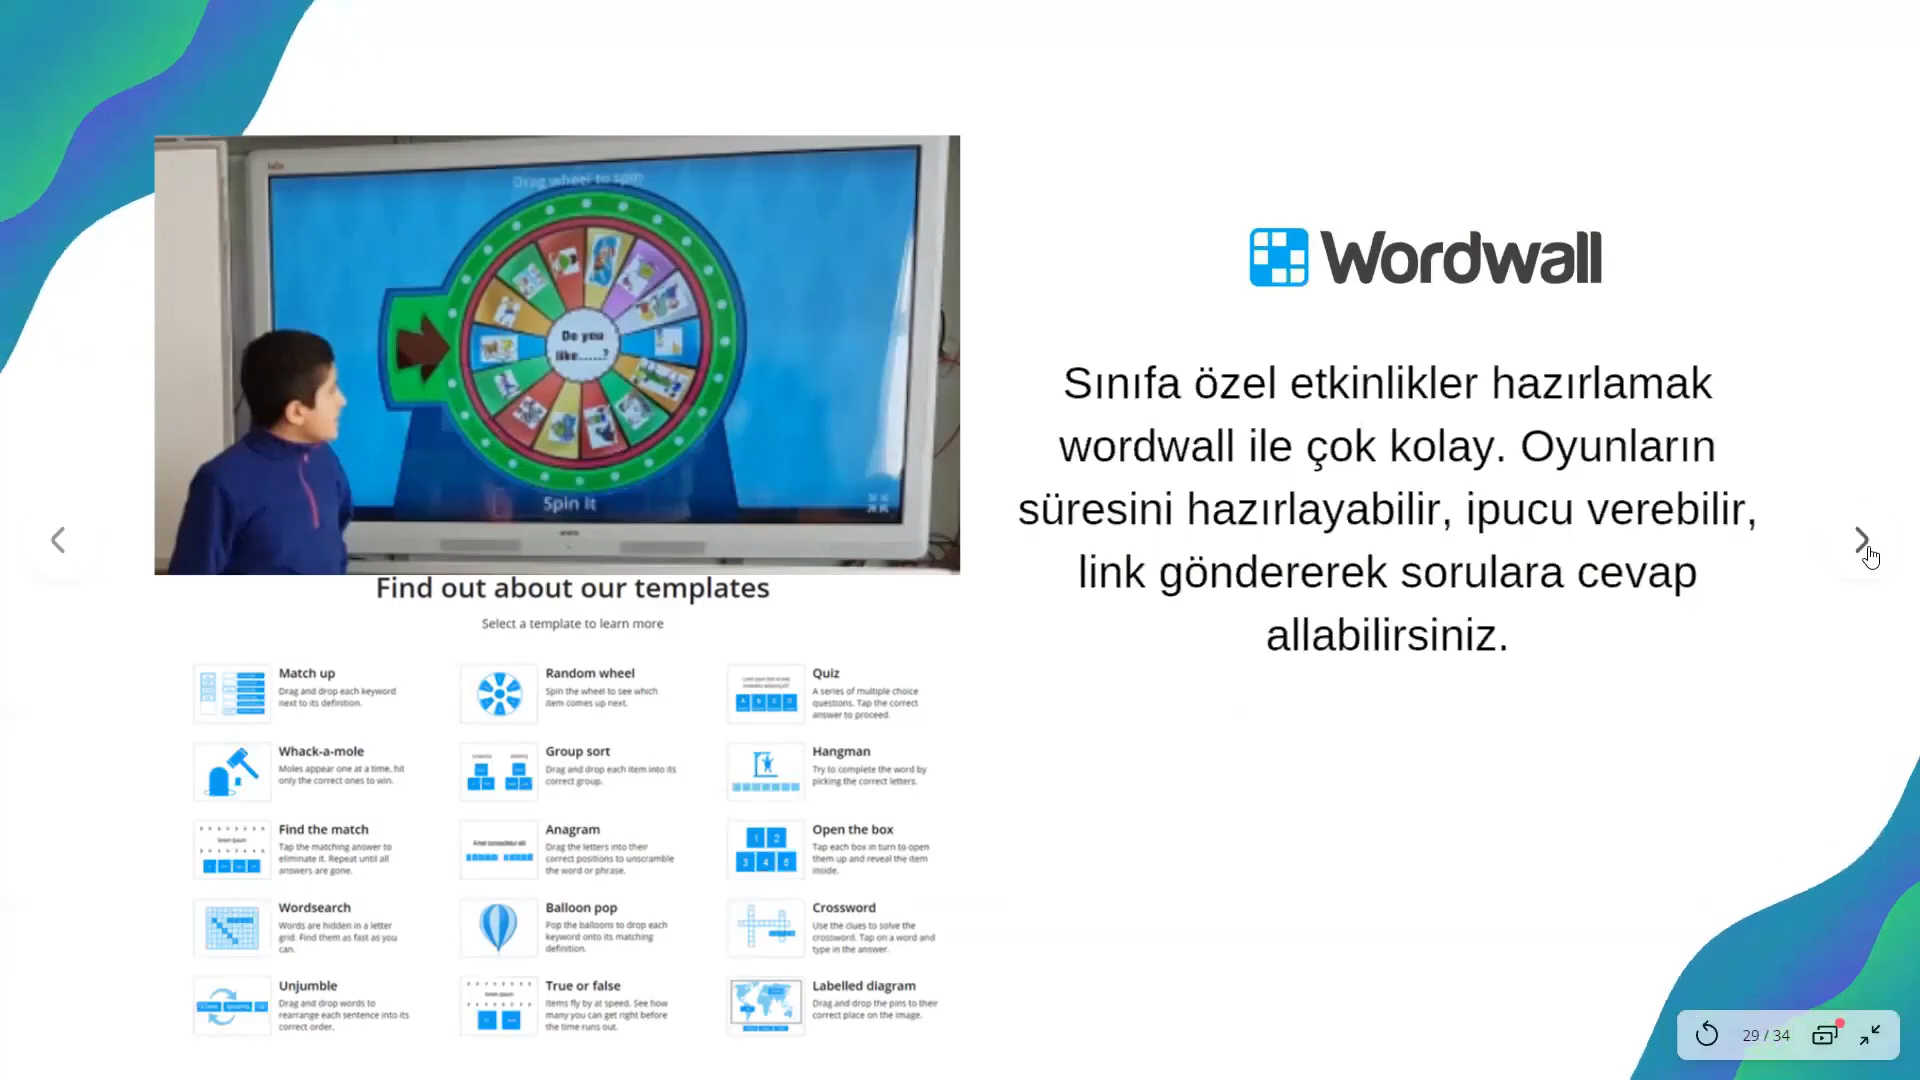 Drag wheel to spin
Do you
like......?
Spin It
Find out about our templates
Select a template to learn more
Match up
Drag and drop each keyword
next to its definition.
Random wheel
Spin the wheel to see which
item comes up next.
Quiz
A series of multiple choice
questions. Tap the correct
answer to proceed.
Whack-a-mole
Moles appear one at a time, hit
only the correct ones to win.
Group sort
Drag and drop each item into its
correct group.
Hangman
Try to complete the word by
picking the correct letters.
Find the match
Tap the matching answer to
eliminate it. Repeat until all
answers are gone.
Anagram
Drag the letters into their
correct positions to unscramble
the word or phrase.
Open the box
Tap each box in turn to open
them up and reveal the item
inside.
1 2
3 4 5
Wordsearch
Words are hidden in a letter
grid. Find them as fast as you
can.
Balloon pop
Pop the balloons to drop each
keyword onto its matching
definition.
Crossword
Use the clues to solve the
crossword. Tap on a word and
type in the answer.
Unjumble
Drag and drop words to
rearrange each sentence into its
correct order.
True or false
Items fly by at speed. See how
many you can get right before
the time runs out.
Labelled diagram
Drag and drop the pins to their
correct place on the image.
Wordwall
Sınıfa özel etkinlikler hazırlamak
wordwall ile çok kolay. Oyunların
süresini hazırlayabilir, ipucu verebilir,
link göndererek sorulara cevap
allabilirsiniz.
29 / 34